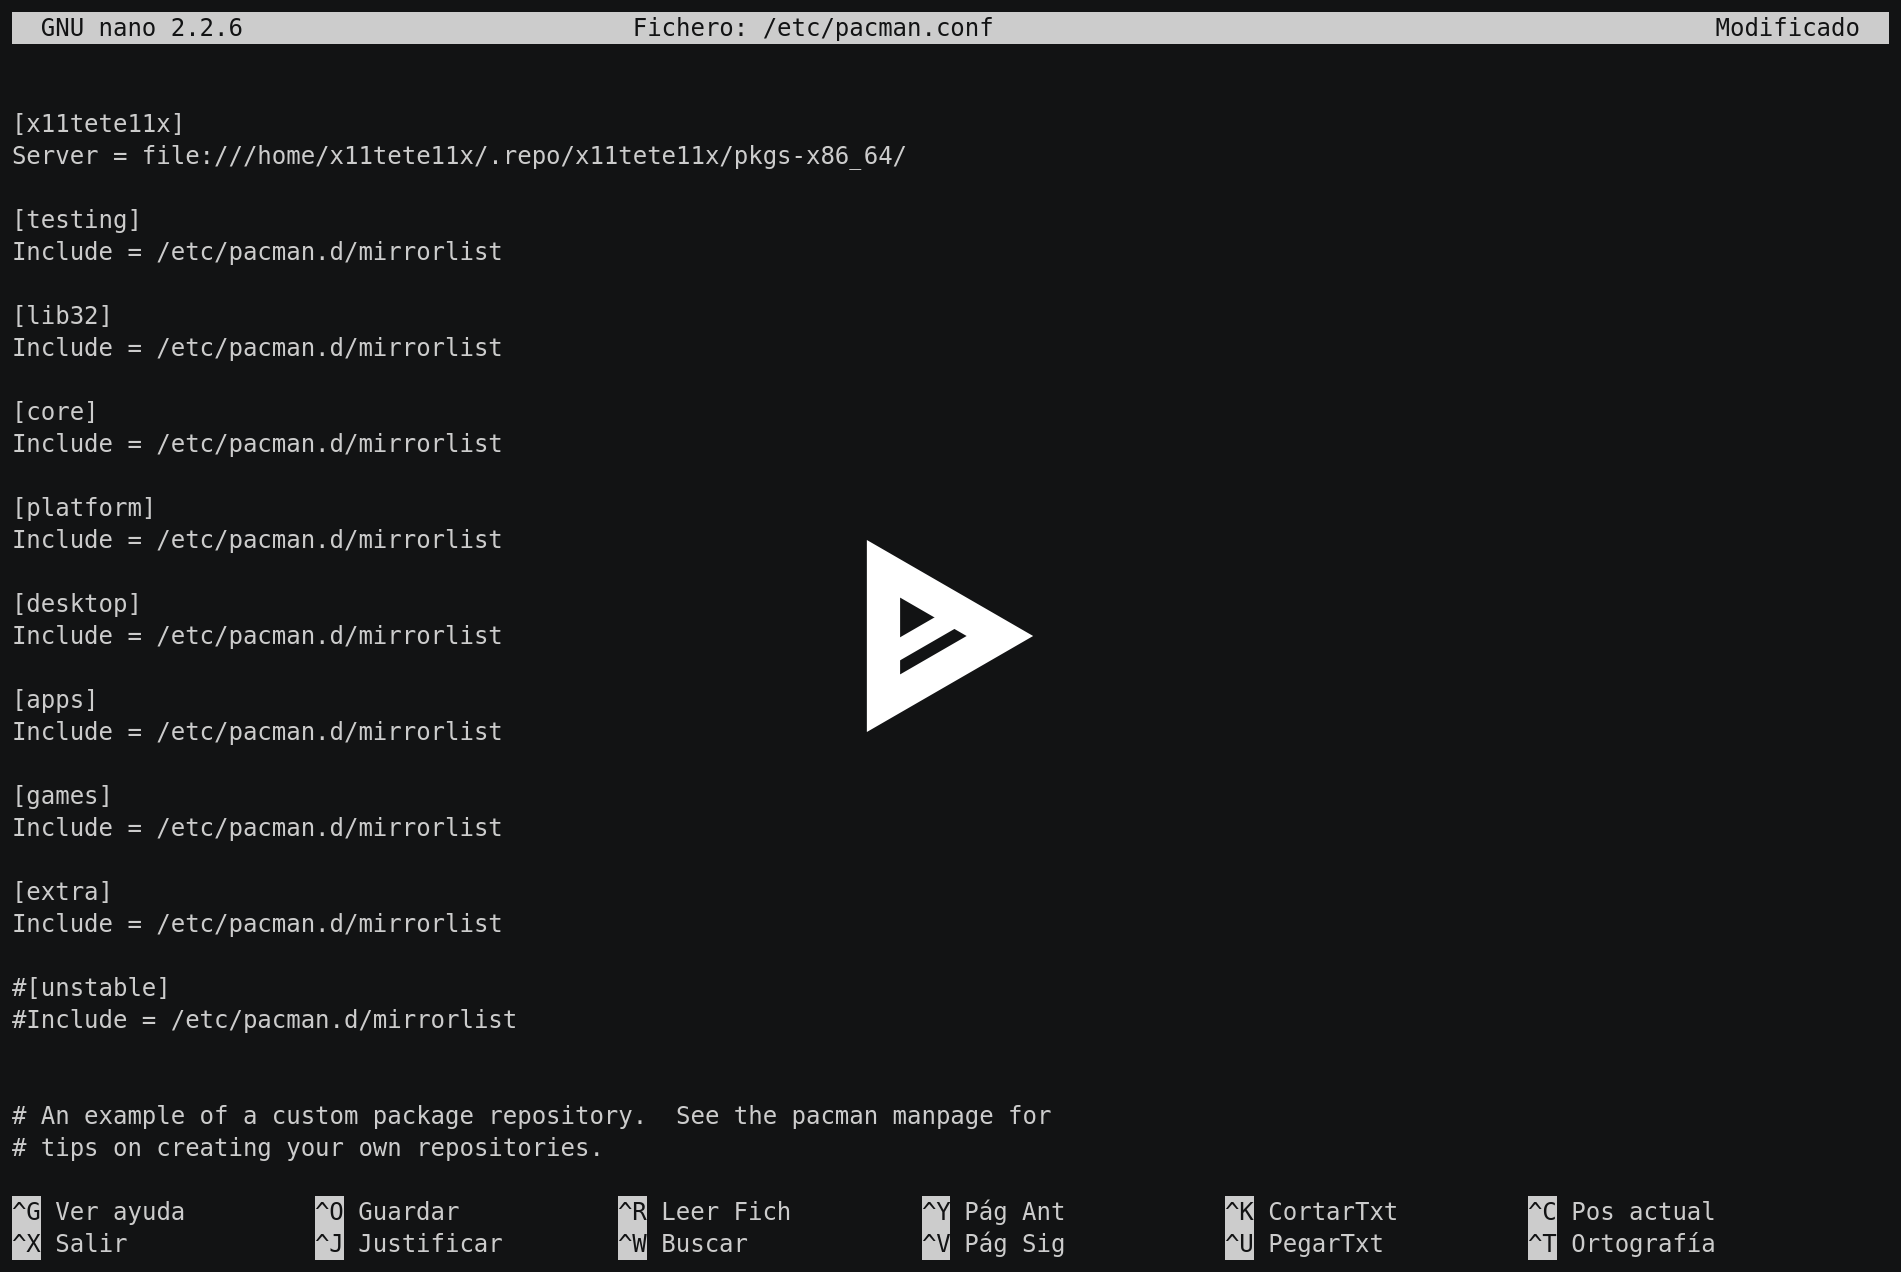 GNU nano 2.2.6 Fichero: /etc/pacman.conf Modificado
[x11tete11x]
Server = file:///home/x11tete11x/.repo/x11tete11x/pkgs-x86_64/
[testing]
Include = /etc/pacman.d/mirrorlist
[lib32]
Include = /etc/pacman.d/mirrorlist
[core]
Include = /etc/pacman.d/mirrorlist
[platform]
Include = /etc/pacman.d/mirrorlist
[desktop]
Include = /etc/pacman.d/mirrorlist
[apps]
Include = /etc/pacman.d/mirrorlist
[games]
Include = /etc/pacman.d/mirrorlist
[extra]
Include = /etc/pacman.d/mirrorlist
#[unstable]
#Include = /etc/pacman.d/mirrorlist
# An example of a custom package repository.  See the pacman manpage for
# tips on creating your own repositories.
^G Ver ayuda ^O Guardar ^R Leer Fich ^Y Pág Ant ^K CortarTxt ^C Pos actual
^X Salir ^J Justificar ^W Buscar ^V Pág Sig ^U PegarTxt ^T Ortografía